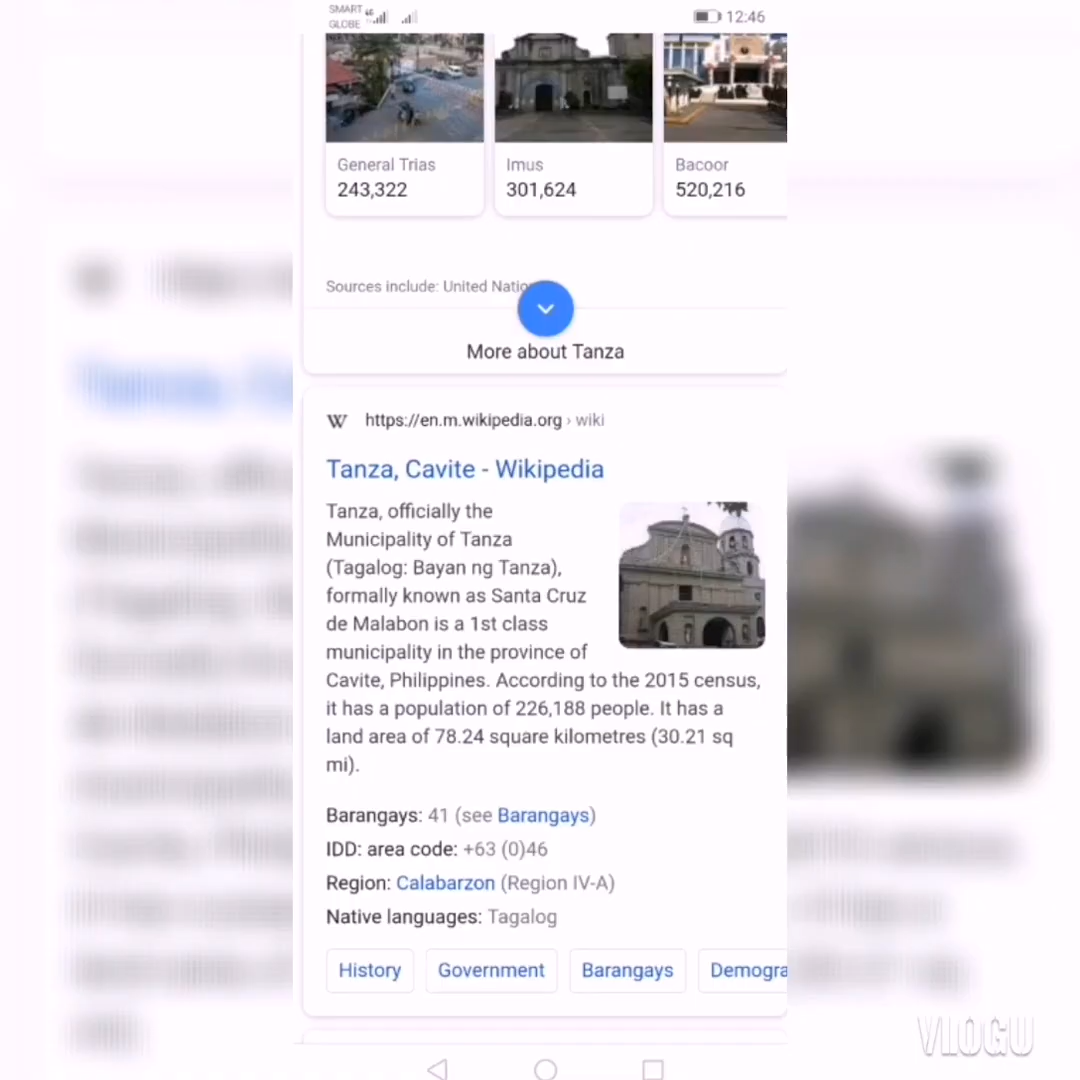 SMART
GLOBE
4G
12:46
General Trias
243,322
Imus
301,624
Bacoor
520,216
Sources include: United
More about Tanza
W https://en.m.wikipedia.org › wiki
Tanza, Cavite - Wikipedia
Tanza, officially the
Municipality of Tanza
(Tagalog: Bayan ng Tanza),
formally known as Santa Cruz
de Malabon is a 1st class
municipality in the province of
Cavite, Philippines. According to the 2015 census,
it has a population of 226,188 people. It has a
land area of 78.24 square kilometres (30.21 sq
mi).
Barangays: 41 (see Barangays)
IDD: area code: +63 (0)46
Region: Calabarzon (Region IV-A)
Native languages: Tagalog
History Government Barangays Demogra
VLOGU